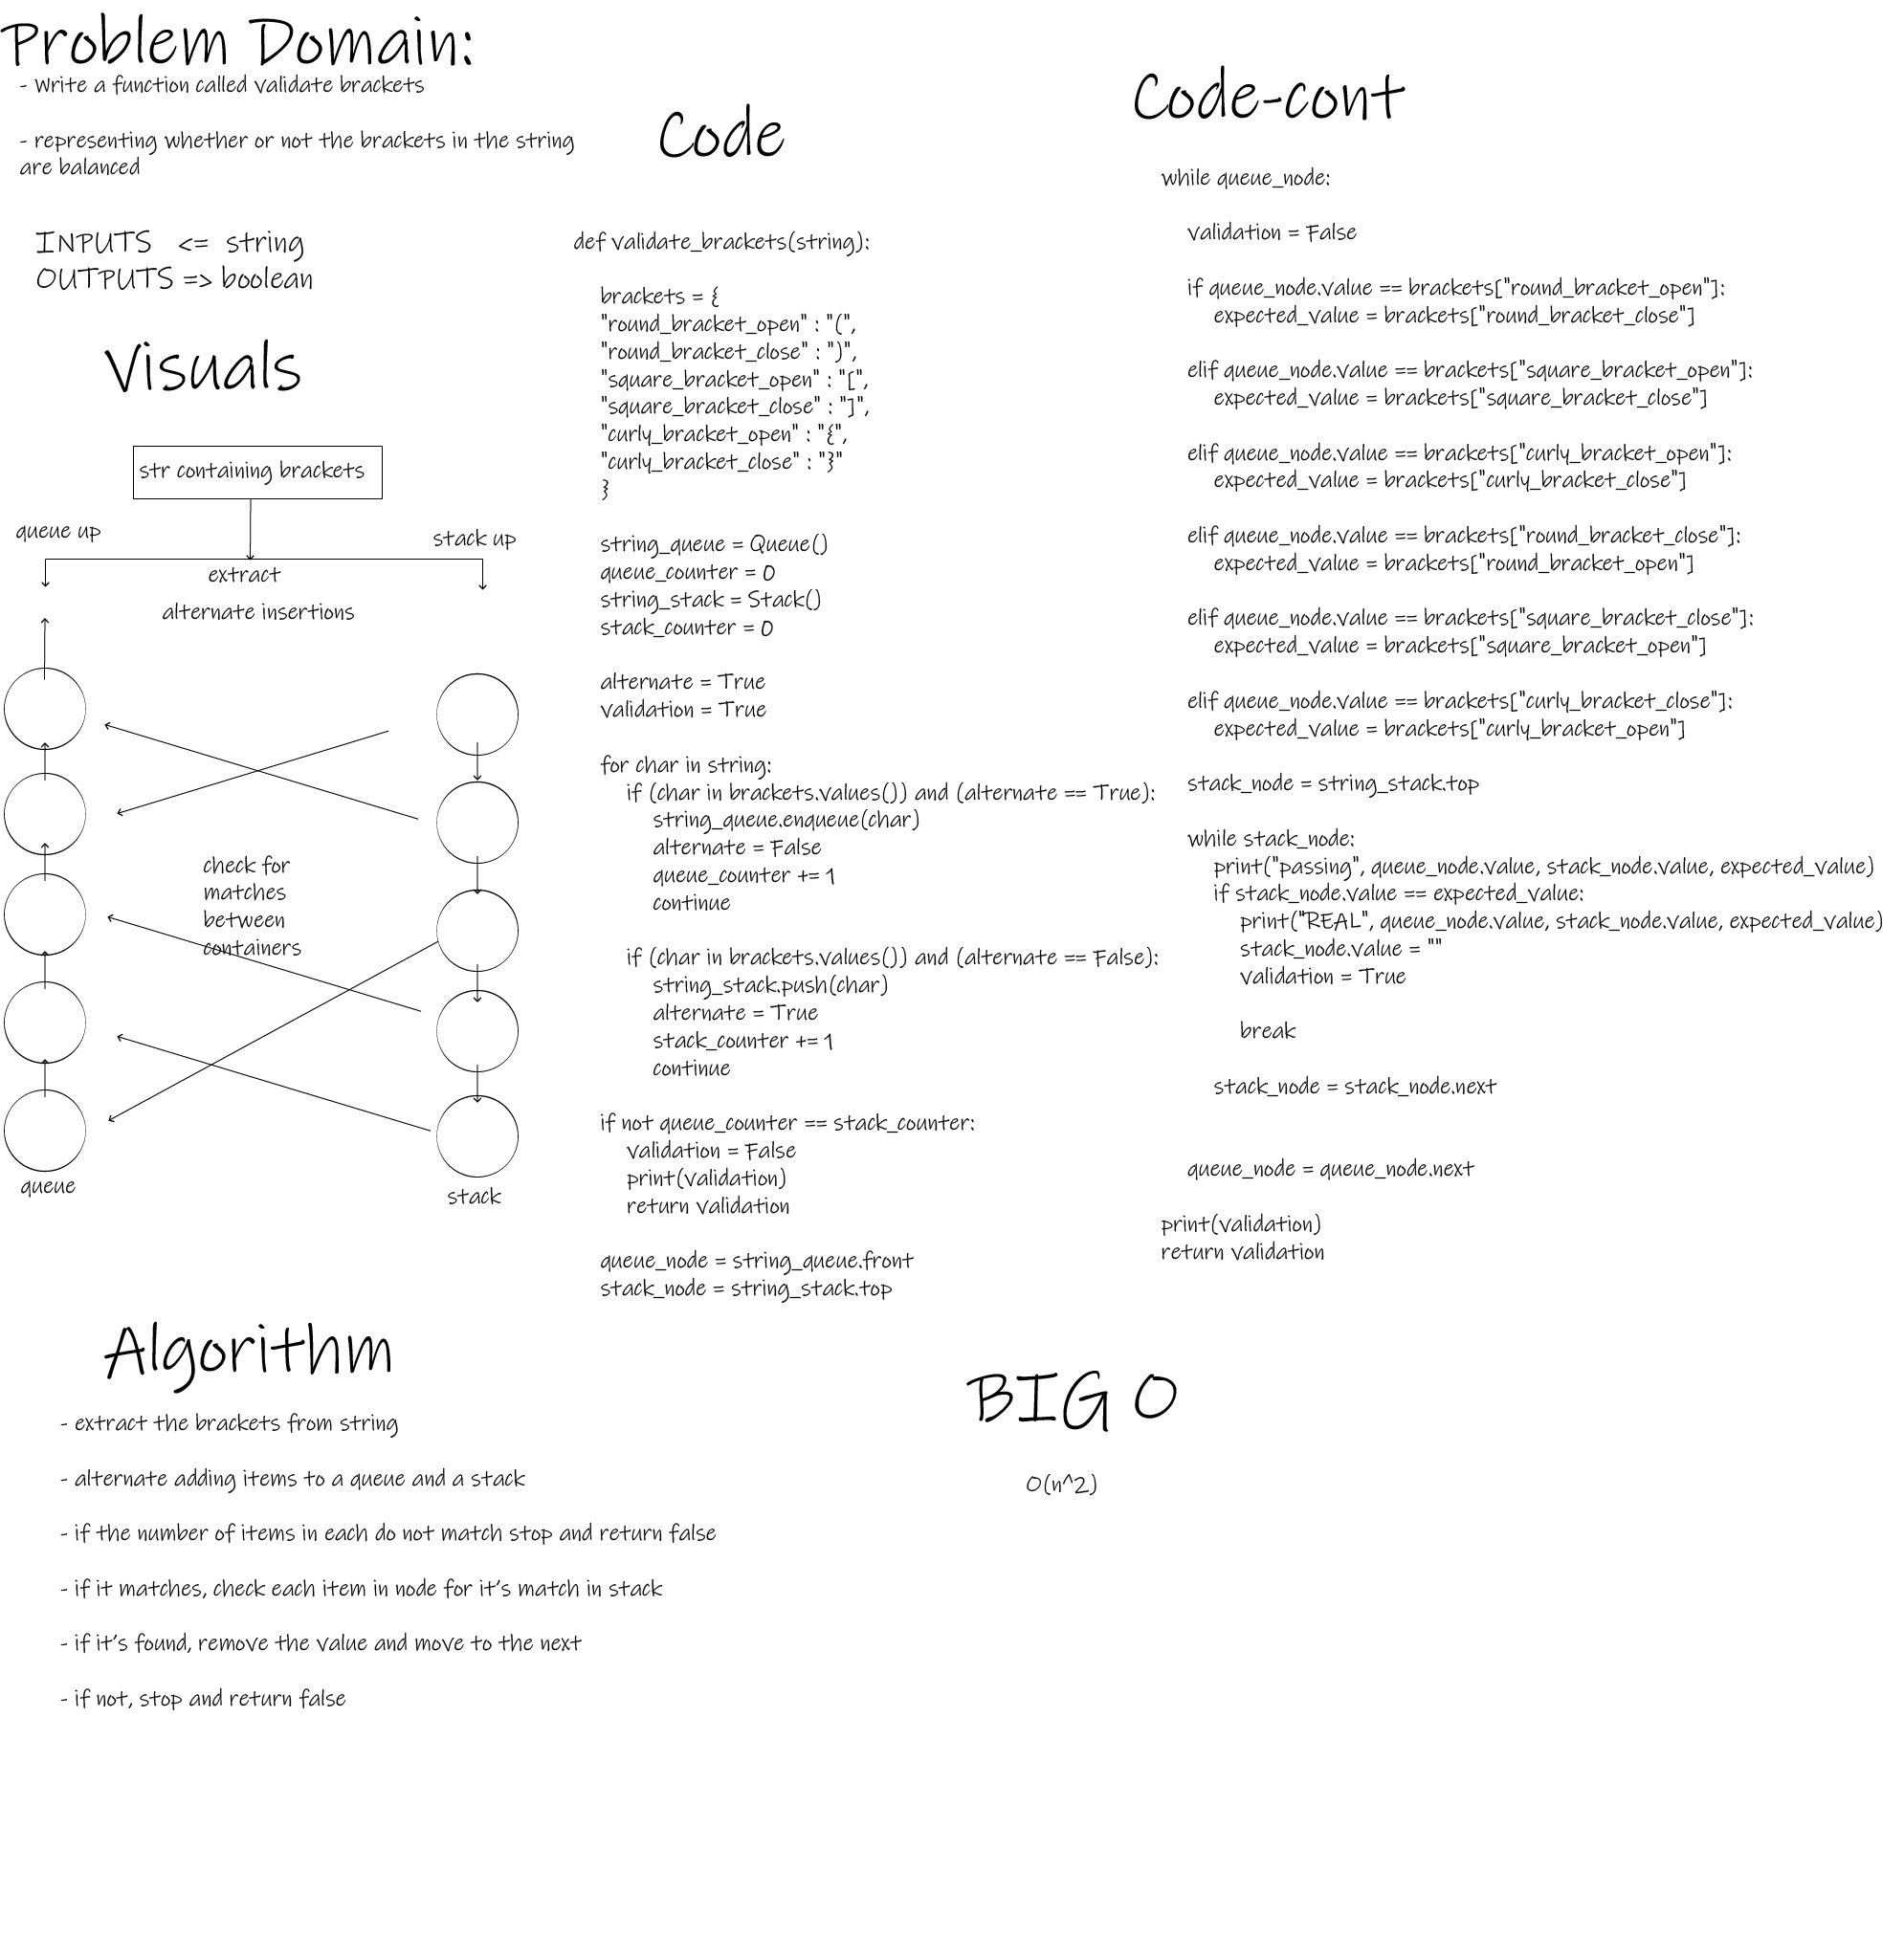 Problem Domain:
- Write a function called validate brackets
- representing whether or not the brackets in the string
are balanced
INPUTS <= string
OUTPUTS => boolean
Visuals
str containing brackets
queue up
stack up
extract
alternate insertions
check for
matches
between
containers
queue
stack
Algorithm
- extract the brackets from string
- alternate adding items to a queue and a stack
- if the number of items in each do not match stop and return false
- if it matches, check each item in node for it's match in stack
- if it's found, remove the value and move to the next
- if not, stop and return false
Code
def validate_brackets(string):
brackets = {
"round_bracket_open" : "(",
"round_bracket_close" : ")",
"square_bracket_open" : "[",
"square_bracket_close" : "]",
"curly_bracket_open" : "{",
"curly_bracket_close" : "}"
}
string_queue = Queue()
queue_counter = 0
string_stack = Stack()
stack_counter = 0
alternate = True
validation = True
for char in string:
if (char in brackets.values()) and (alternate == True):
string_queue.enqueue(char)
alternate = False
queue_counter += 1
continue
if (char in brackets.values()) and (alternate == False):
string_stack.push(char)
alternate = True
stack_counter += 1
continue
if not queue_counter == stack_counter:
validation = False
print(validation)
return validation
queue_node = string_queue.front
stack_node = string_stack.top
Code-cont
while queue_node:
validation = False
if queue_node.value == brackets["round_bracket_open"]:
expected_value = brackets["round_bracket_close"]
elif queue_node.value == brackets["square_bracket_open"]:
expected_value = brackets["square_bracket_close"]
elif queue_node.value == brackets["curly_bracket_open"]:
expected_value = brackets["curly_bracket_close"]
elif queue_node.value == brackets["round_bracket_close"]:
expected_value = brackets["round_bracket_open"]
elif queue_node.value == brackets["square_bracket_close"]:
expected_value = brackets["square_bracket_open"]
elif queue_node.value == brackets["curly_bracket_close"]:
expected_value = brackets["curly_bracket_open"]
stack_node = string_stack.top
while stack_node:
print("passing", queue_node.value, stack_node.value, expected_value)
if stack_node.value == expected_value:
print("REAL", queue_node.value, stack_node.value, expected_value)
stack_node.value = ""
validation = True
break
stack_node = stack_node.next
queue_node = queue_node.next
print(validation)
return validation
BIG O
O(n^2)